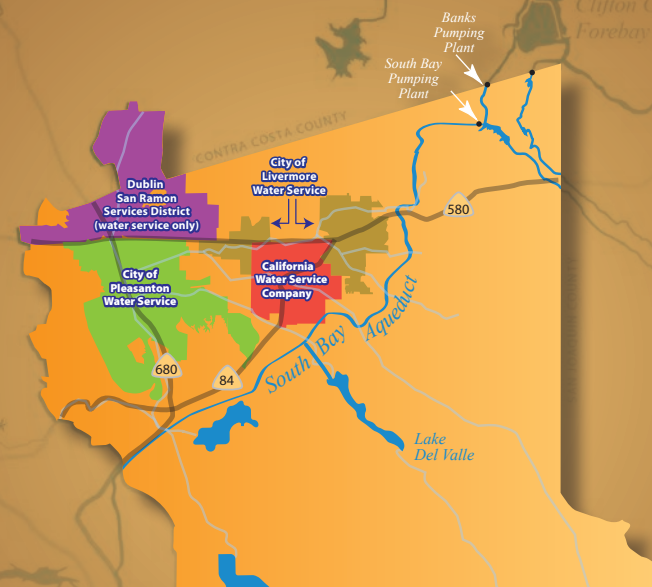 Banks
Pumping
Plant
Clifton C
Forebay
South Bay
Pumping
Plant
CONTRA COSTA COUNTY
City of
Livermore
Water Service
Dublin
San Ramon
Services District
(water service only)
580
California
Water Service
Company
City of
Pleasanton
Water Service
South Bay Aqueduct
680
84
Lake
Del Valle